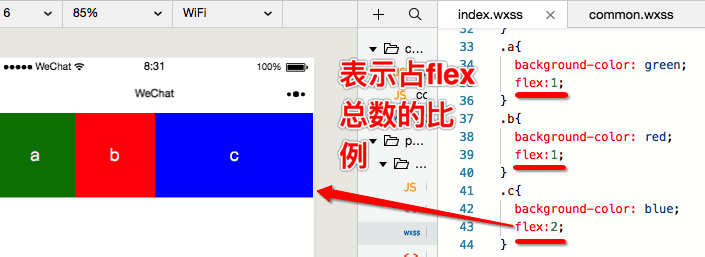 6
85%
WiFi
index.wxss
common.wxss
WeChat
8:31
100%
WeChat
a
b
c
表示占flex
总数的比
例
c...
JS
co
p...
...
JS
wxss
32 }
33 .a{
34 background-color: green;
35 flex:1;
36 }
37 .b{
38 background-color: red;
39 flex:1;
40 }
41 .c{
42 background-color: blue;
43 flex:2;
44 }